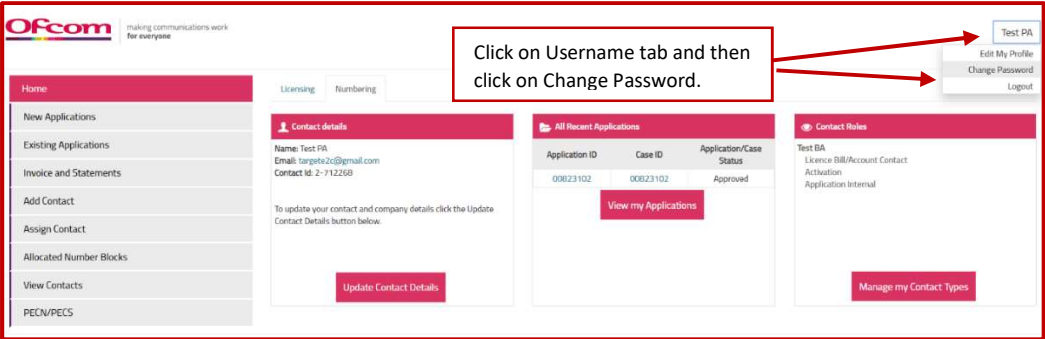 Ofcom
making communications work
for everyone
Test PA
Edit My Profile
Change Password
Logout
Click on Username tab and then
click on Change Password.
Home
New Applications
Existing Applications
Invoice and Statements
Add Contact
Assign Contact
Allocated Number Blocks
View Contacts
PECN/PECS
Licensing Numbering
Contact details
Name: Test PA
Email: targete2c@gmail.com
Contact Id: 2-712268
To update your contact and company details click the Update
Contact Details button below.
Update Contact Details
All Recent Applications
Application ID Case ID Application/Case
Status
00823102 00823102 Approved
View my Applications
Contact Roles
Test BA
Licence Bill/Account Contact
Activation
Application Internal
Manage my Contact Types